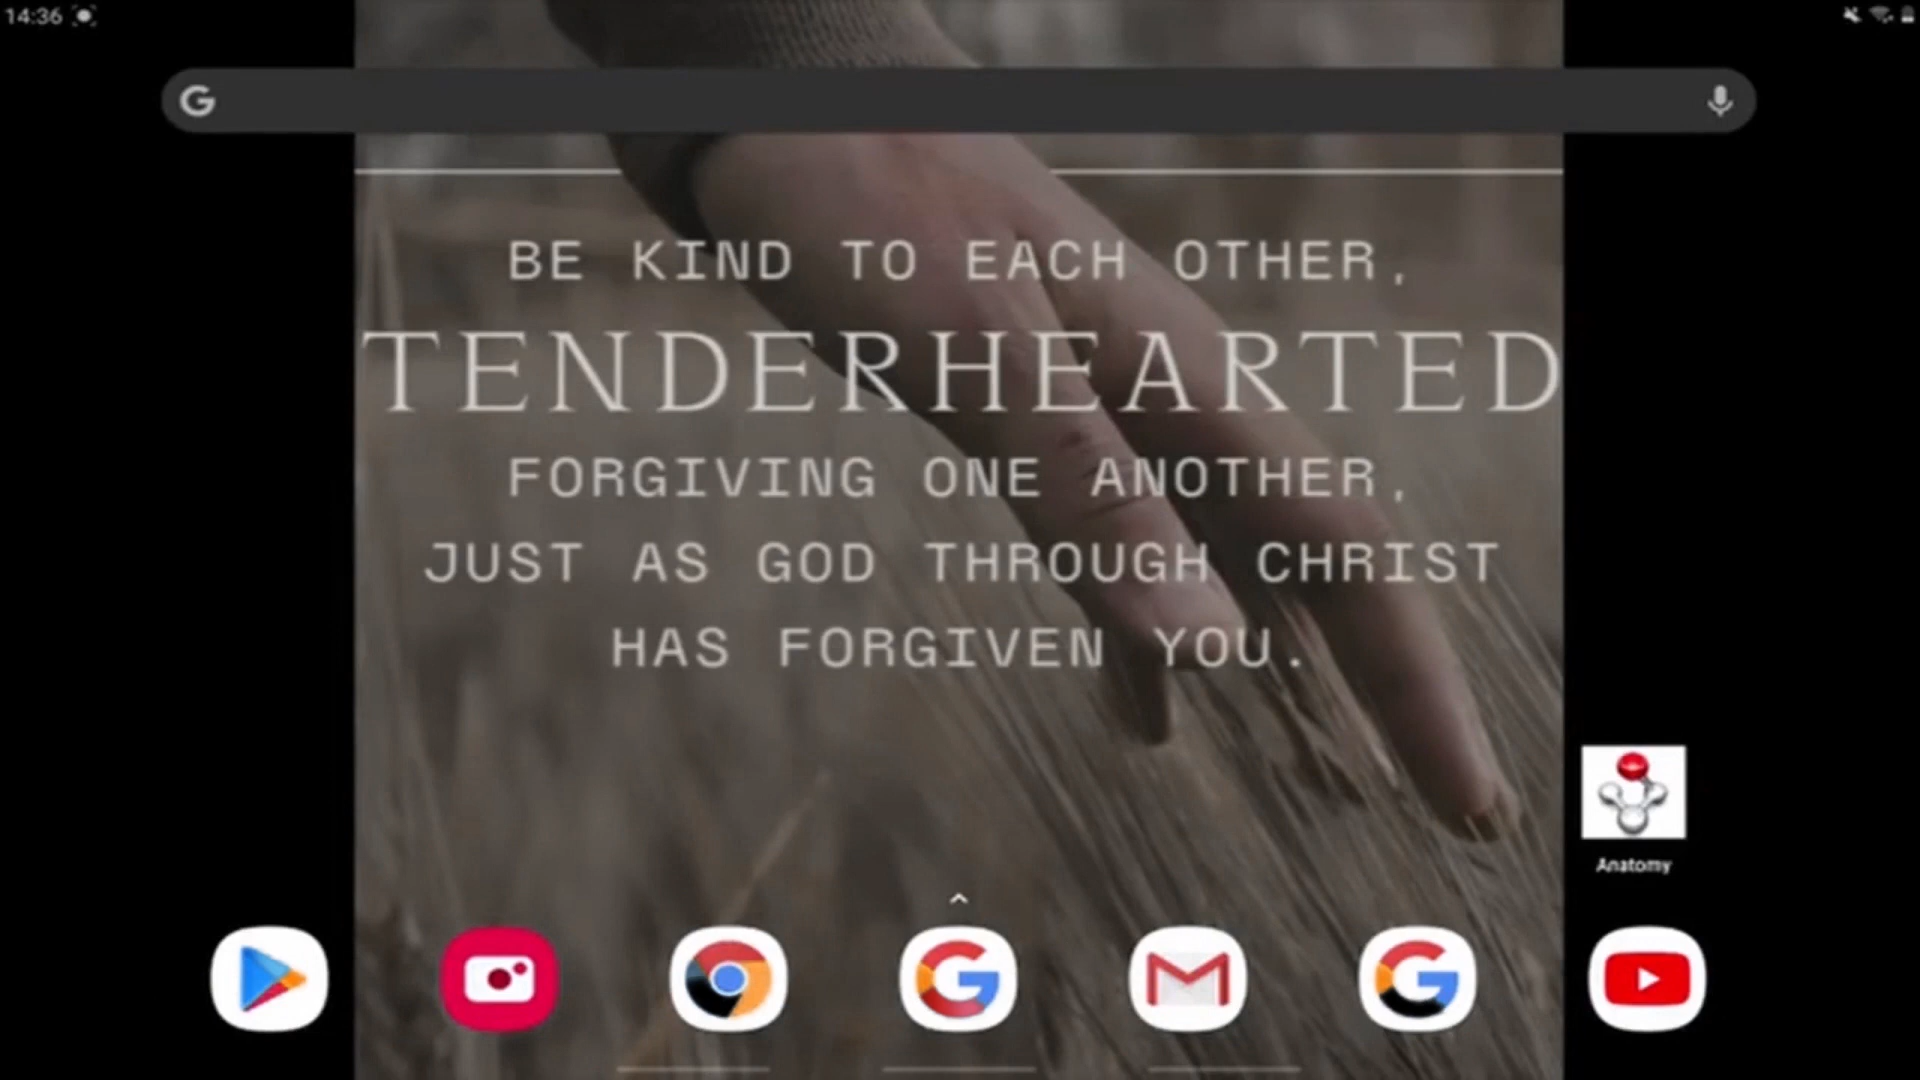 14:36
BE KIND TO EACH OTHER,
TENDERHEARTED
FORGIVING ONE ANOTHER,
JUST AS GOD THROUGH CHRIST
HAS FORGIVEN YOU.
Anatomy